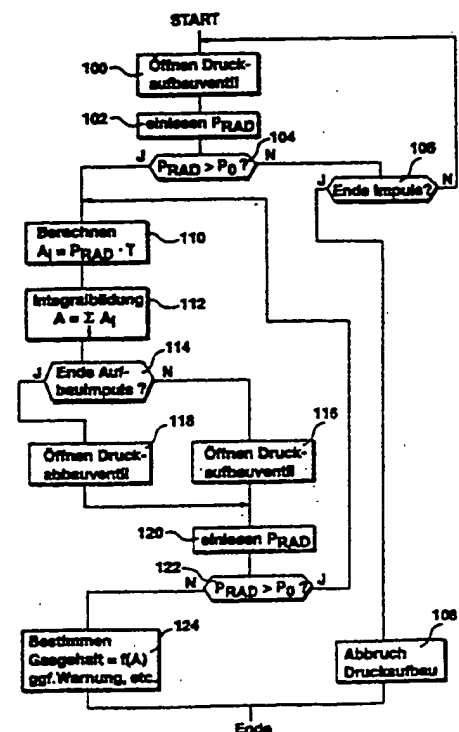 START
100
Öffnen Druck-
aufbauventil
102
einlesen PRAD
104
J
PRAD > P0 ?
N
106
J
Ende Impuls?
N
110
Berechnen
Ai = PRAD · T
112
Integralbildung
A = Σ Ai
i
114
J
Ende Auf-
bauimpuls ?
N
118
Öffnen Druck-
abbauventil
116
Öffnen Druck-
aufbauventil
120
einlesen PRAD
122
N
PRAD > P0 ?
J
124
Bestimmen
Gasgehalt = f(A)
ggf. Warnung, etc.
108
Abbruch
Druckaufbau
Ende